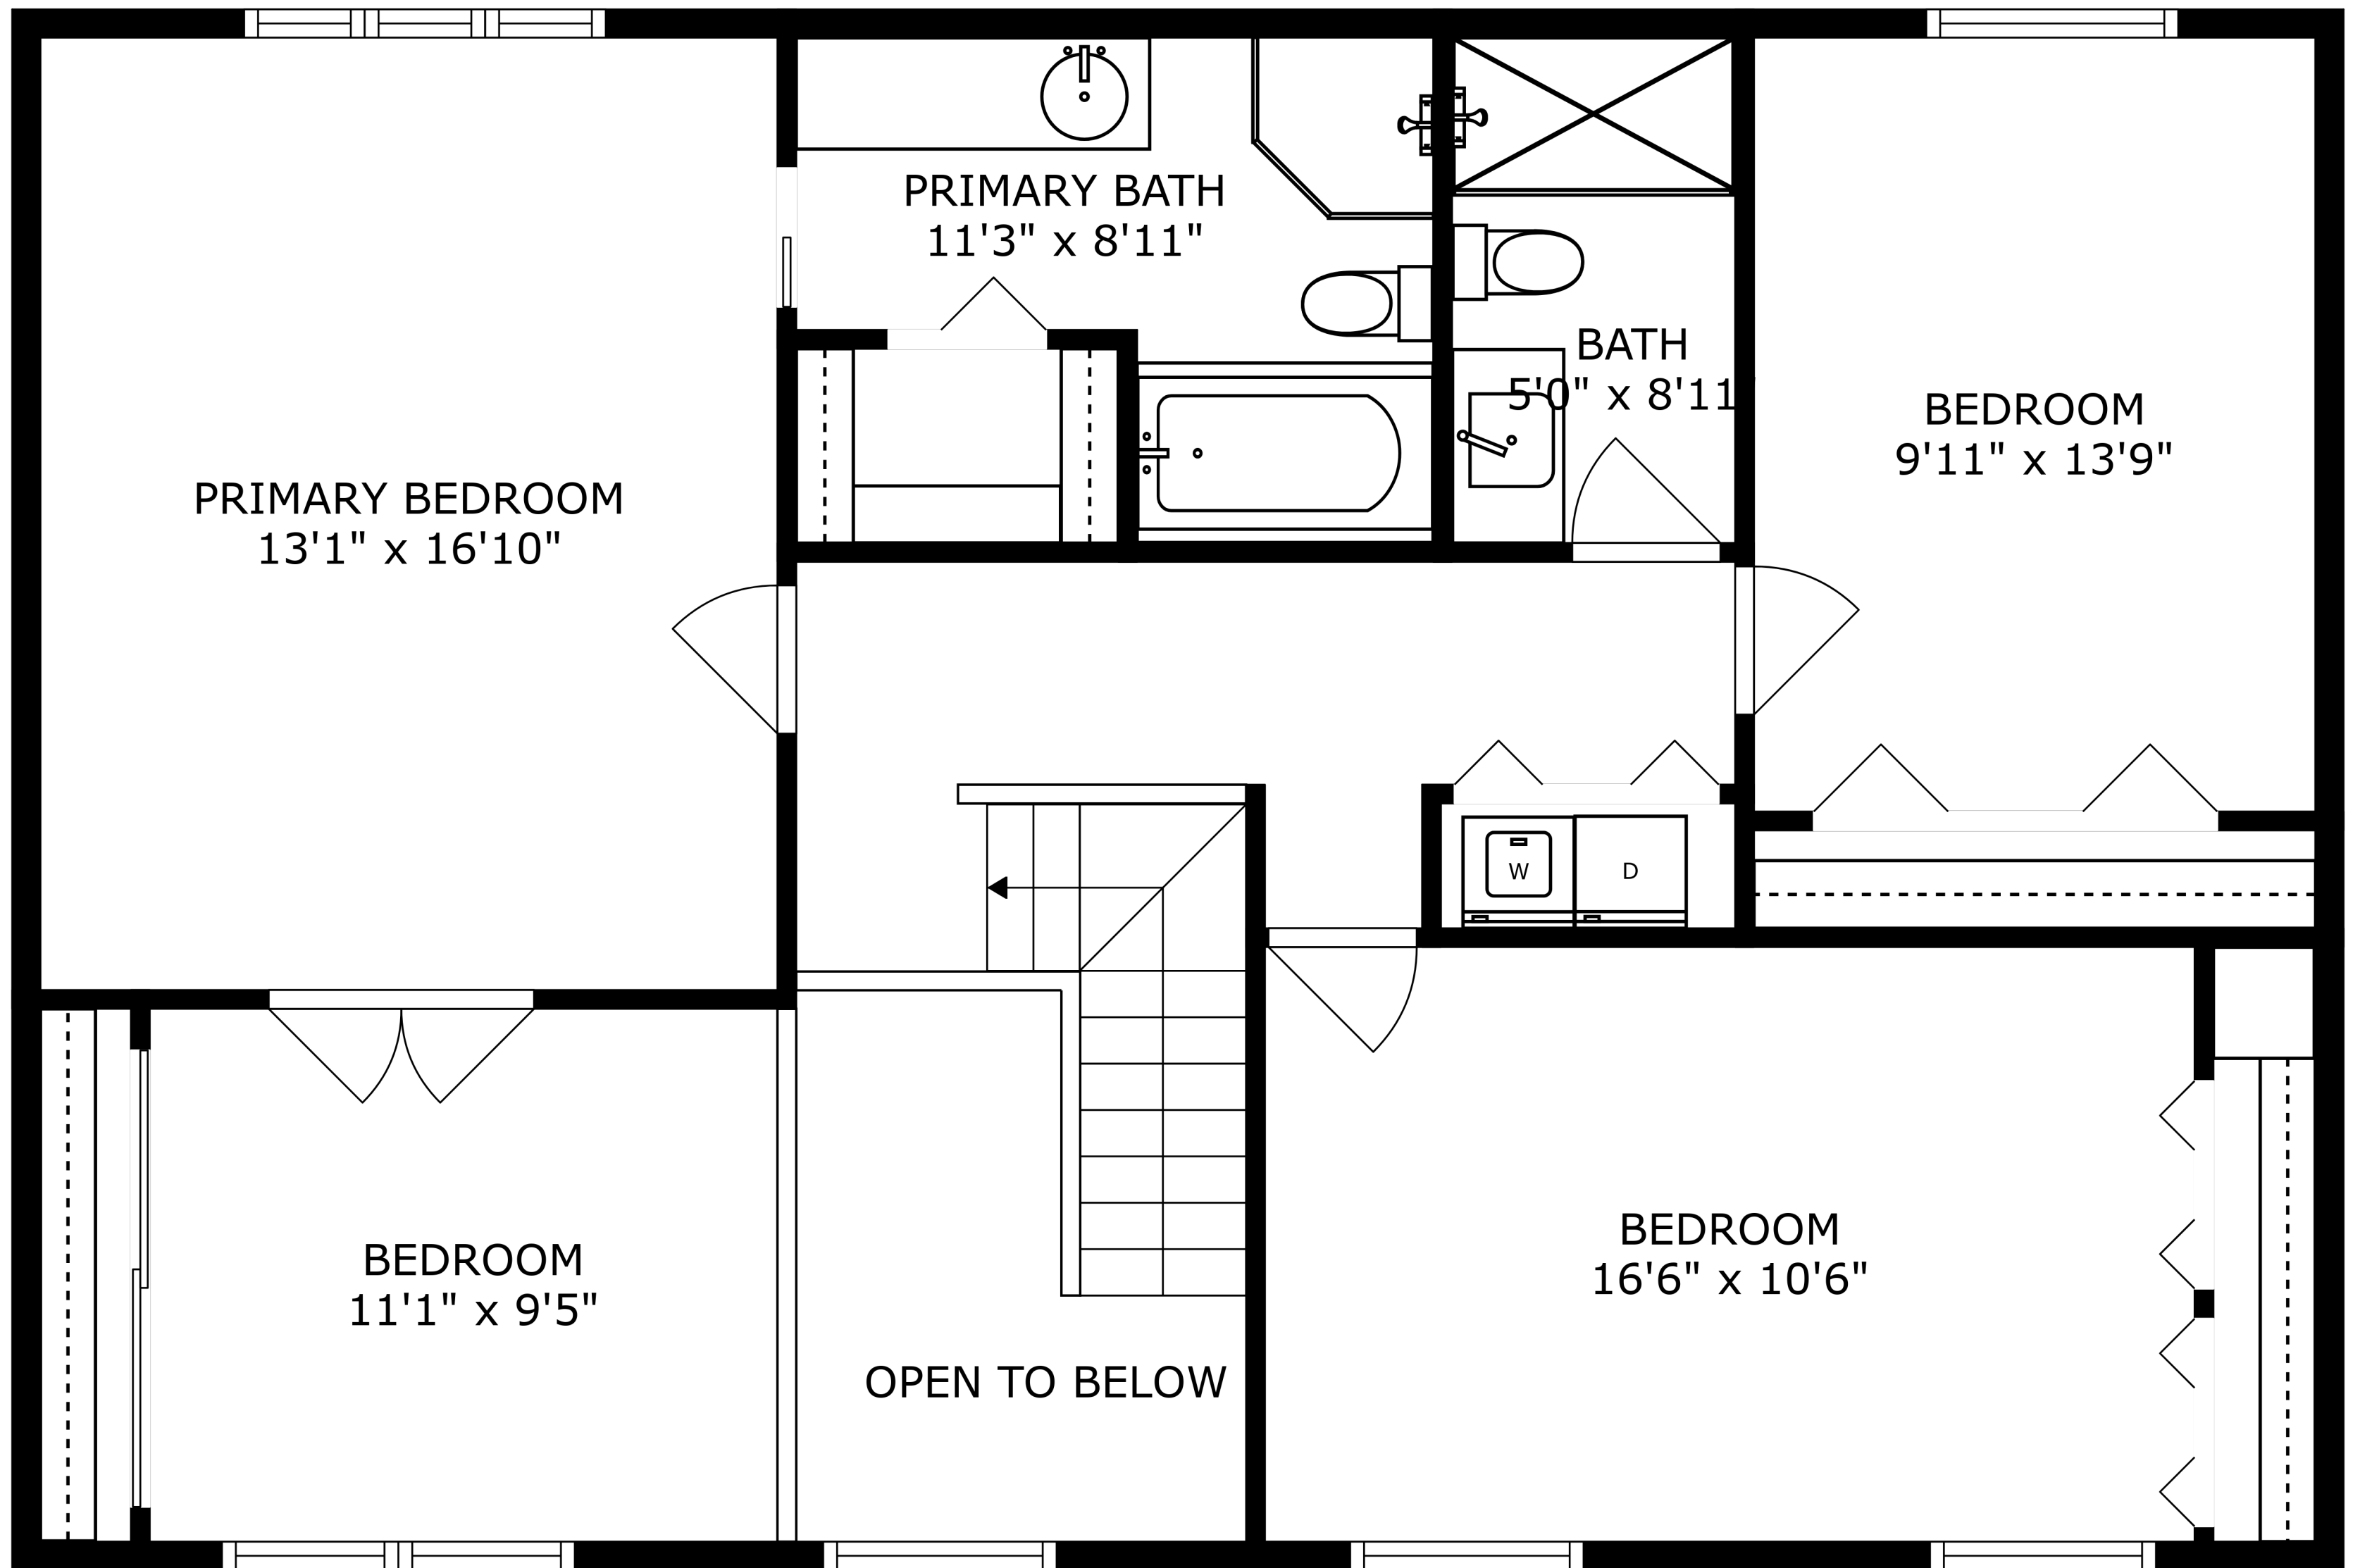 PRIMARY BATH
11'3" x 8'11"
BATH
5'0" x 8'11
BEDROOM
9'11" x 13'9"
PRIMARY BEDROOM
13'1" x 16'10"
W
D
BEDROOM
16'6" x 10'6"
BEDROOM
11'1" x 9'5"
OPEN TO BELOW